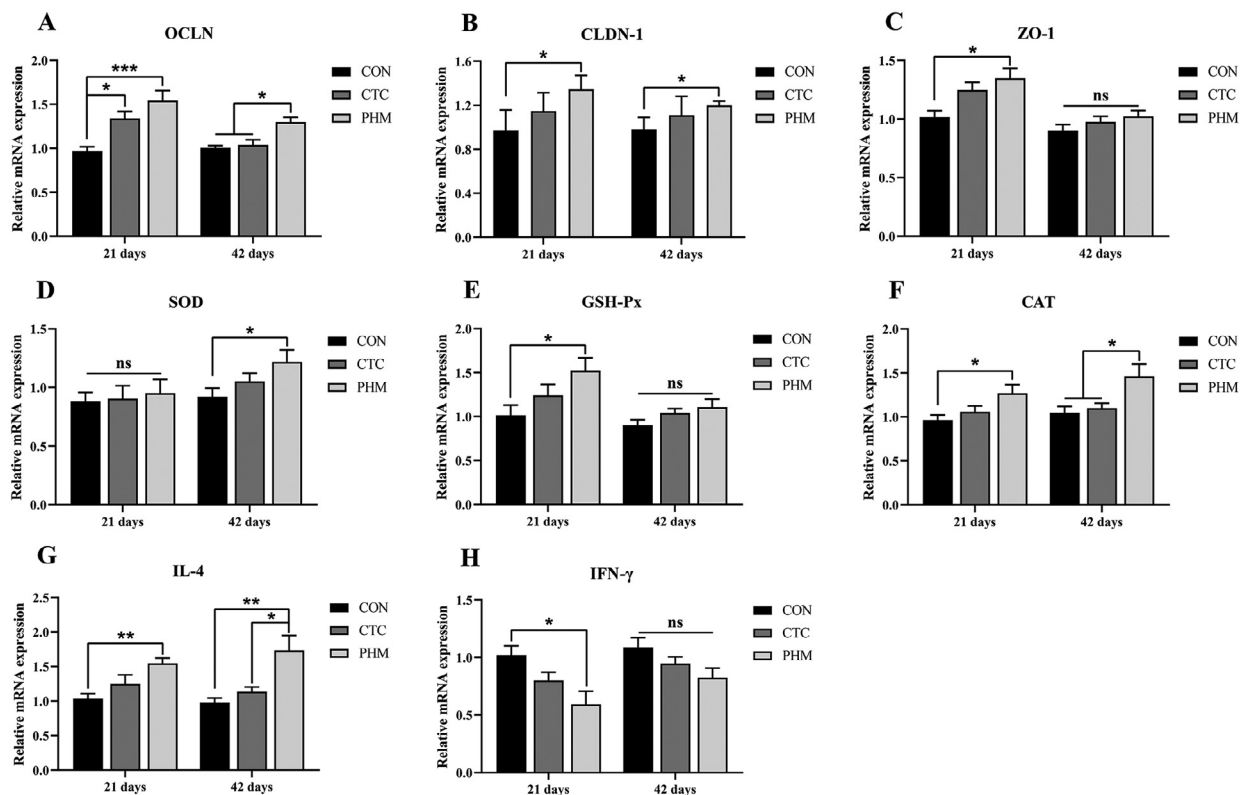 A
OCLN
Relative mRNA expression
2.0
1.5
1.0
0.5
0.0
***
*
*
21 days
42 days
CON
CTC
PHM
B
CLDN-1
Relative mRNA expression
1.6
1.2
0.8
0.4
0.0
*
*
21 days
42 days
CON
CTC
PHM
C
ZO-1
Relative mRNA expression
1.5
1.0
0.5
0.0
*
ns
21 days
42 days
CON
CTC
PHM
D
SOD
Relative mRNA expression
1.5
1.0
0.5
0.0
ns
*
21 days
42 days
CON
CTC
PHM
E
GSH-Px
Relative mRNA expression
2.0
1.5
1.0
0.5
0.0
*
ns
21 days
42 days
CON
CTC
PHM
F
CAT
Relative mRNA expression
2.0
1.5
1.0
0.5
0.0
*
*
21 days
42 days
CON
CTC
PHM
G
IL-4
Relative mRNA expression
2.5
2.0
1.5
1.0
0.5
0.0
**
**
*
21 days
42 days
CON
CTC
PHM
H
IFN-γ
Relative mRNA expression
1.5
1.0
0.5
0.0
*
ns
21 days
42 days
CON
CTC
PHM